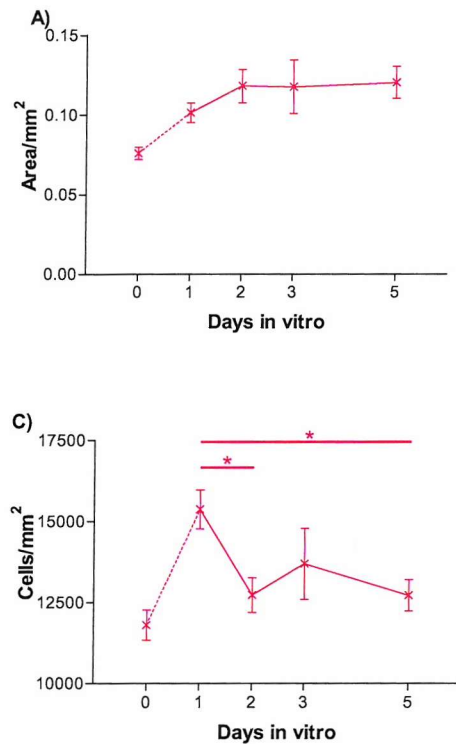 A)
0.15
0.10
0.05
0.00
Area/mm²
0 1 2 3 5
Days in vitro
C)
17500
15000
12500
10000
Cells/mm²
*
*
0 1 2 3 5
Days in vitro